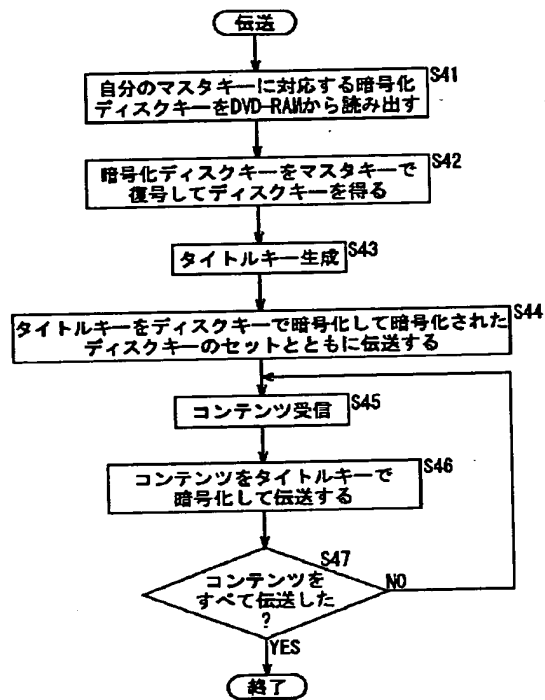 伝送
S41
自分のマスタキーに対応する暗号化
ディスクキーをDVD-RAMから読み出す
S42
暗号化ディスクキーをマスタキーで
復号してディスクキーを得る
S43
タイトルキー生成
S44
タイトルキーをディスクキーで暗号化して暗号化された
ディスクキーのセットとともに伝送する
S45
コンテンツ受信
S46
コンテンツをタイトルキーで
暗号化して伝送する
S47
コンテンツを
すべて伝送した
?
NO
YES
終了